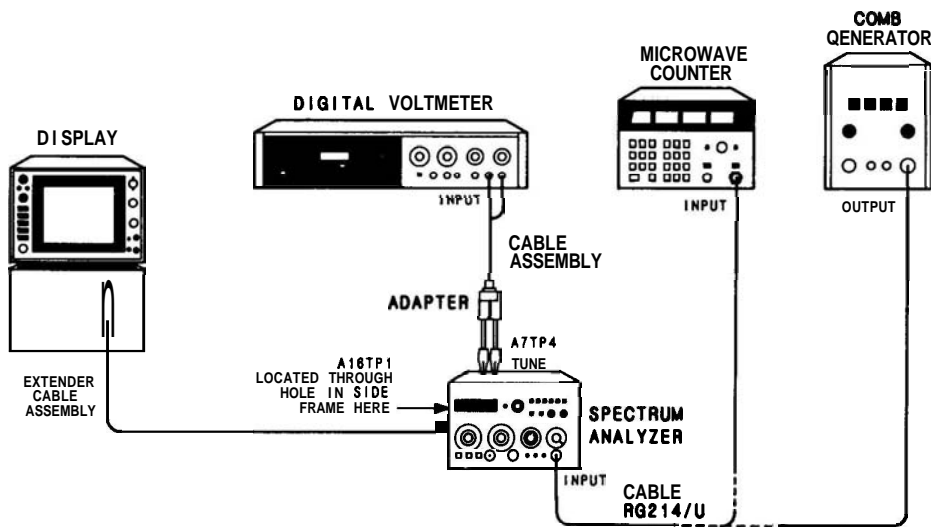 COMB
QENERATOR
MICROWAVE
COUNTER
DIGITAL VOLTMETER
DISPLAY
INPUT
INPUT
OUTPUT
CABLE
ASSEMBLY
ADAPTER
A7TP4
TUNE
A16TP1
LOCATED THROUGH
HOLE IN SIDE
FRAME HERE
EXTENDER
CABLE
ASSEMBLY
SPECTRUM
ANALYZER
INPUT
CABLE
RG214/U